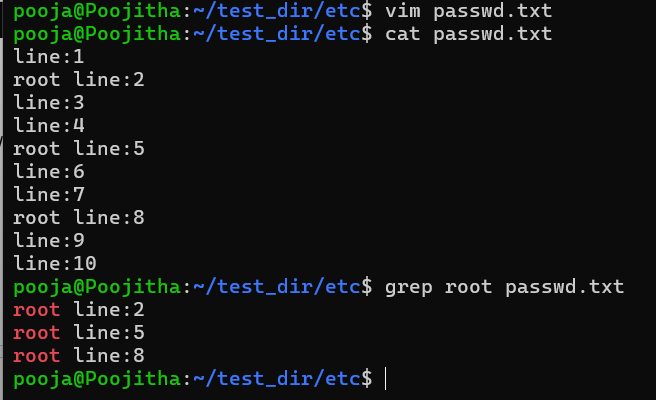 pooja@Poojitha:~/test_dir/etc$ vim passwd.txt
pooja@Poojitha:~/test_dir/etc$ cat passwd.txt
line:1
root line:2
line:3
line:4
root line:5
line:6
line:7
root line:8
line:9
line:10
pooja@Poojitha:~/test_dir/etc$ grep root passwd.txt
root line:2
root line:5
root line:8
pooja@Poojitha:~/test_dir/etc$